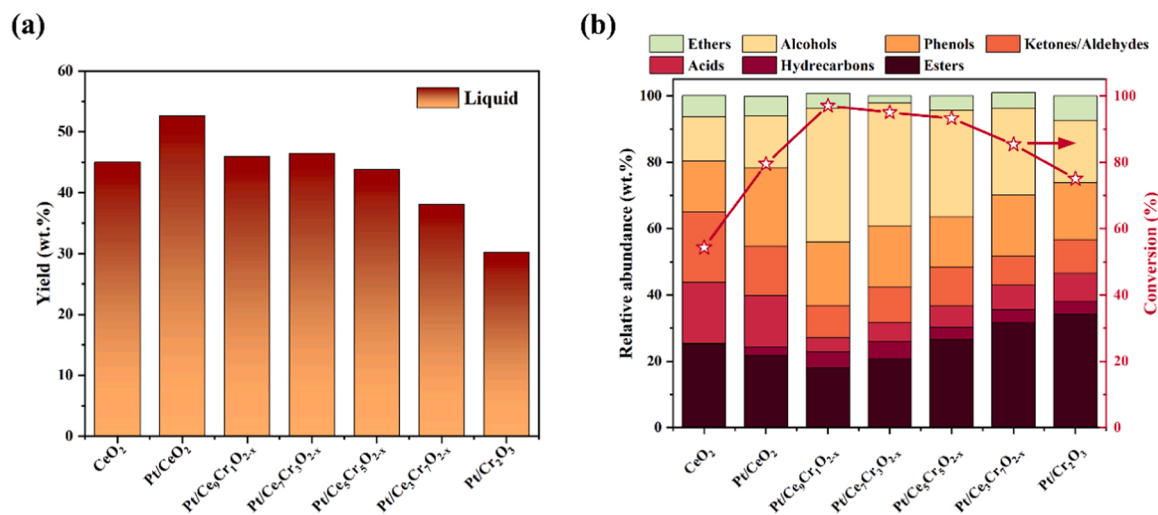 (a)
60
50
40
30
20
10
0
Yield (wt.%)
Liquid
CeO2
Pt/CeO2
Pt/Ce9Cr1O2-x
Pt/Ce7Cr3O2-x
Pt/Ce5Cr5O2-x
Pt/Ce3Cr7O2-x
Pt/Cr2O3
(b)
Ethers Alcohols Phenols Ketones/Aldehydes
Acids Hydrecarbons Esters
100
80
60
40
20
0
Relative abundance (wt.%)
100
80
60
40
20
0
Conversion (%)
CeO2
Pt/CeO2
Pt/Ce9Cr1O2-x
Pt/Ce7Cr3O2-x
Pt/Ce5Cr5O2-x
Pt/Ce3Cr7O2-x
Pt/Cr2O3